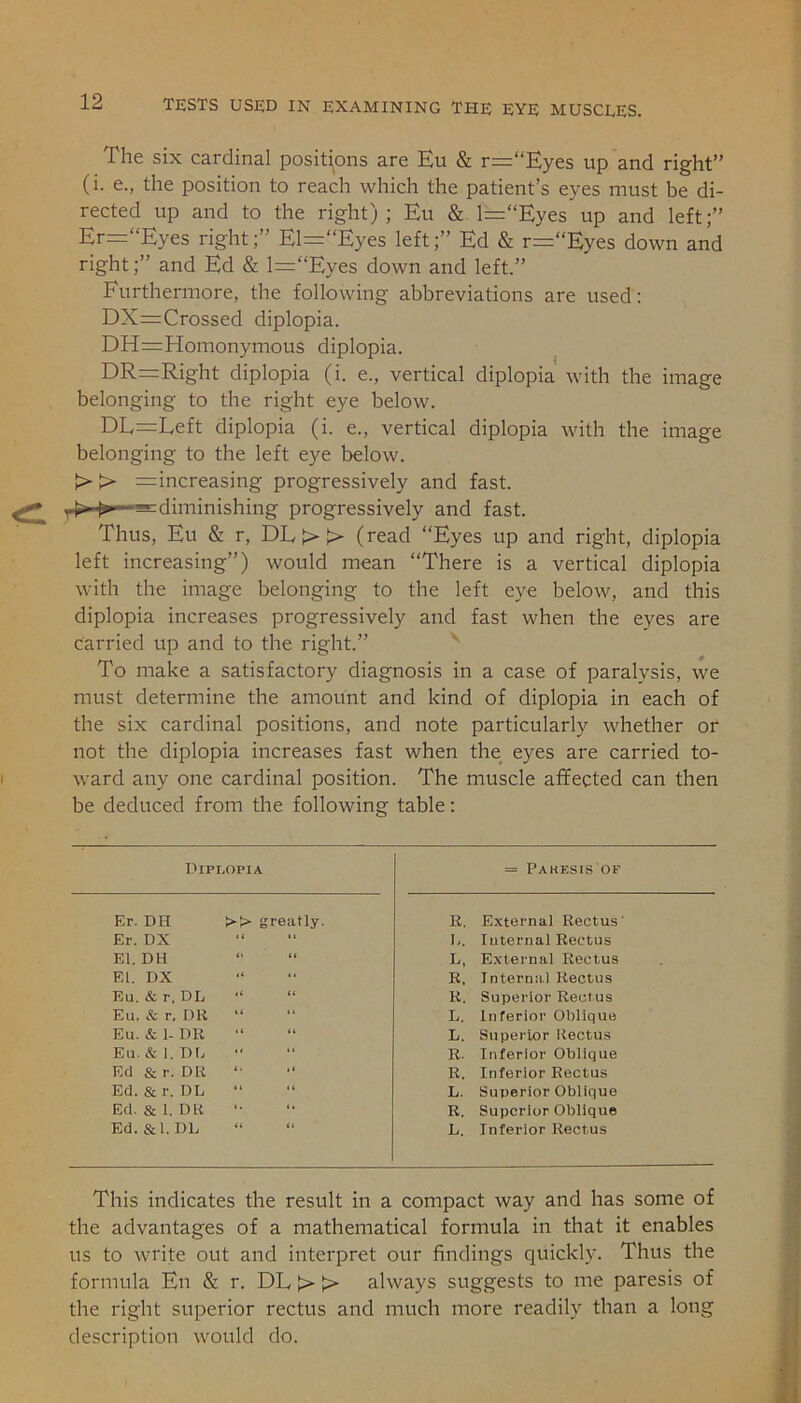 12
TESTS USED IN EXAMINING THE EYE MUSCLES.
The six cardinal positions are Eu & r=“Eyes up and right”
(i. e., the position to reach which the patient’s eyes must be di-
rected up and to the right) ; Eu & l=“Eyes up and left;”
Er=“Eyes right;” El=“Eyes left;” Ed & r=“Eyes down and
right;” and Ed & l=“Eyes down and left.”
Furthermore, the following abbreviations are used:
DX=Crossed diplopia.
DH=Homonymous diplopia.
DR=Right diplopia (i. e., vertical diplopia with the image
belonging to the right eye below.
DL=Left diplopia (i. e., vertical diplopia with the image
belonging to the left eye below.
> > =increasing progressively and fast.
< > > =diminishing progressively and fast.
Thus, Eu & r, DL > > (read “Eyes up and right, diplopia
left increasing”) would mean “There is a vertical diplopia
with the image belonging to the left eye below, and this
diplopia increases progressively and fast when the eyes are
carried up and to the right.”
To make a satisfactory diagnosis in a case of paralysis, we
must determine the amount and kind of diplopia in each of
the six cardinal positions, and note particularly whether or
not the diplopia increases fast when the eyes are carried to-
ward any one cardinal position. The muscle affected can then
be deduced from the following table:
DIPLOPIA = PARESIS OF
Er. DH >> greatly. R. External Rectus
Er. DX “ “ L. Internal Rectus
El. DH “ “ L, External Rectus
El. DX “ “ R, Internal Rectus
Eu. & r, DL “ “ R. Superior Rectus
Eu. & r, DR “ “ L. Inferior Oblique
Eu. & l- DR “ “ L. Superior Rectus
Eu. & l. DL “ “ R. Inferior Oblique
Ed & r. DR “ “ R. Inferior Rectus
Ed. & r. DL “ “ L. Superior Oblique
Ed. & l. DR “ “ R. Superior Oblique
Ed. & l. DL “ “ L. Inferior Rectus
This indicates the result in a compact way and has some of
the advantages of a mathematical formula in that it enables
us to write out and interpret our findings quickly. Thus the
formula En & r. DL > > always suggests to me paresis of
the right superior rectus and much more readily than a long
description would do.